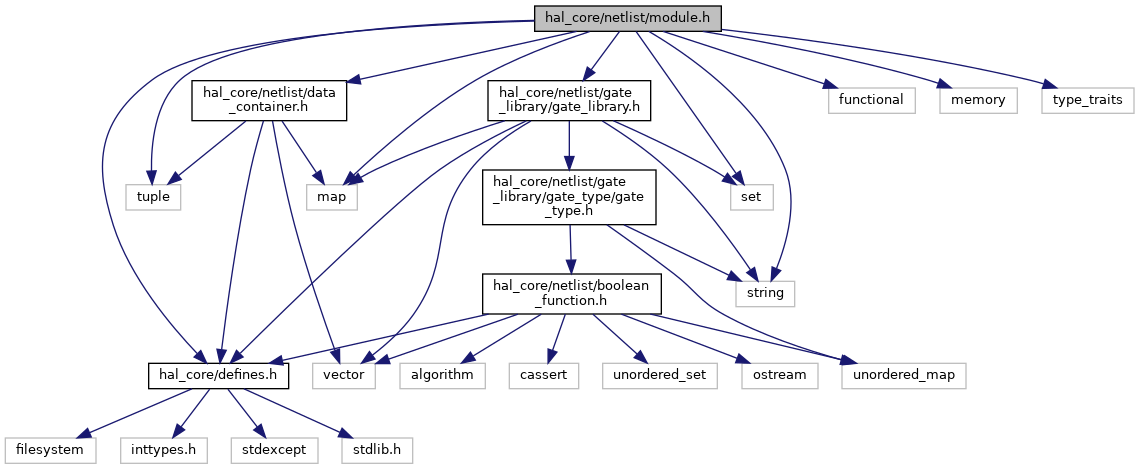 hal_core/netlist/module.h
hal_core/netlist/data
_container.h
hal_core/netlist/gate
_library/gate_library.h
functional
memory
type_traits
tuple
map
hal_core/netlist/gate
_library/gate_type/gate
_type.h
set
hal_core/netlist/boolean
_function.h
string
hal_core/defines.h
vector
algorithm
cassert
unordered_set
ostream
unordered_map
filesystem
inttypes.h
stdexcept
stdlib.h